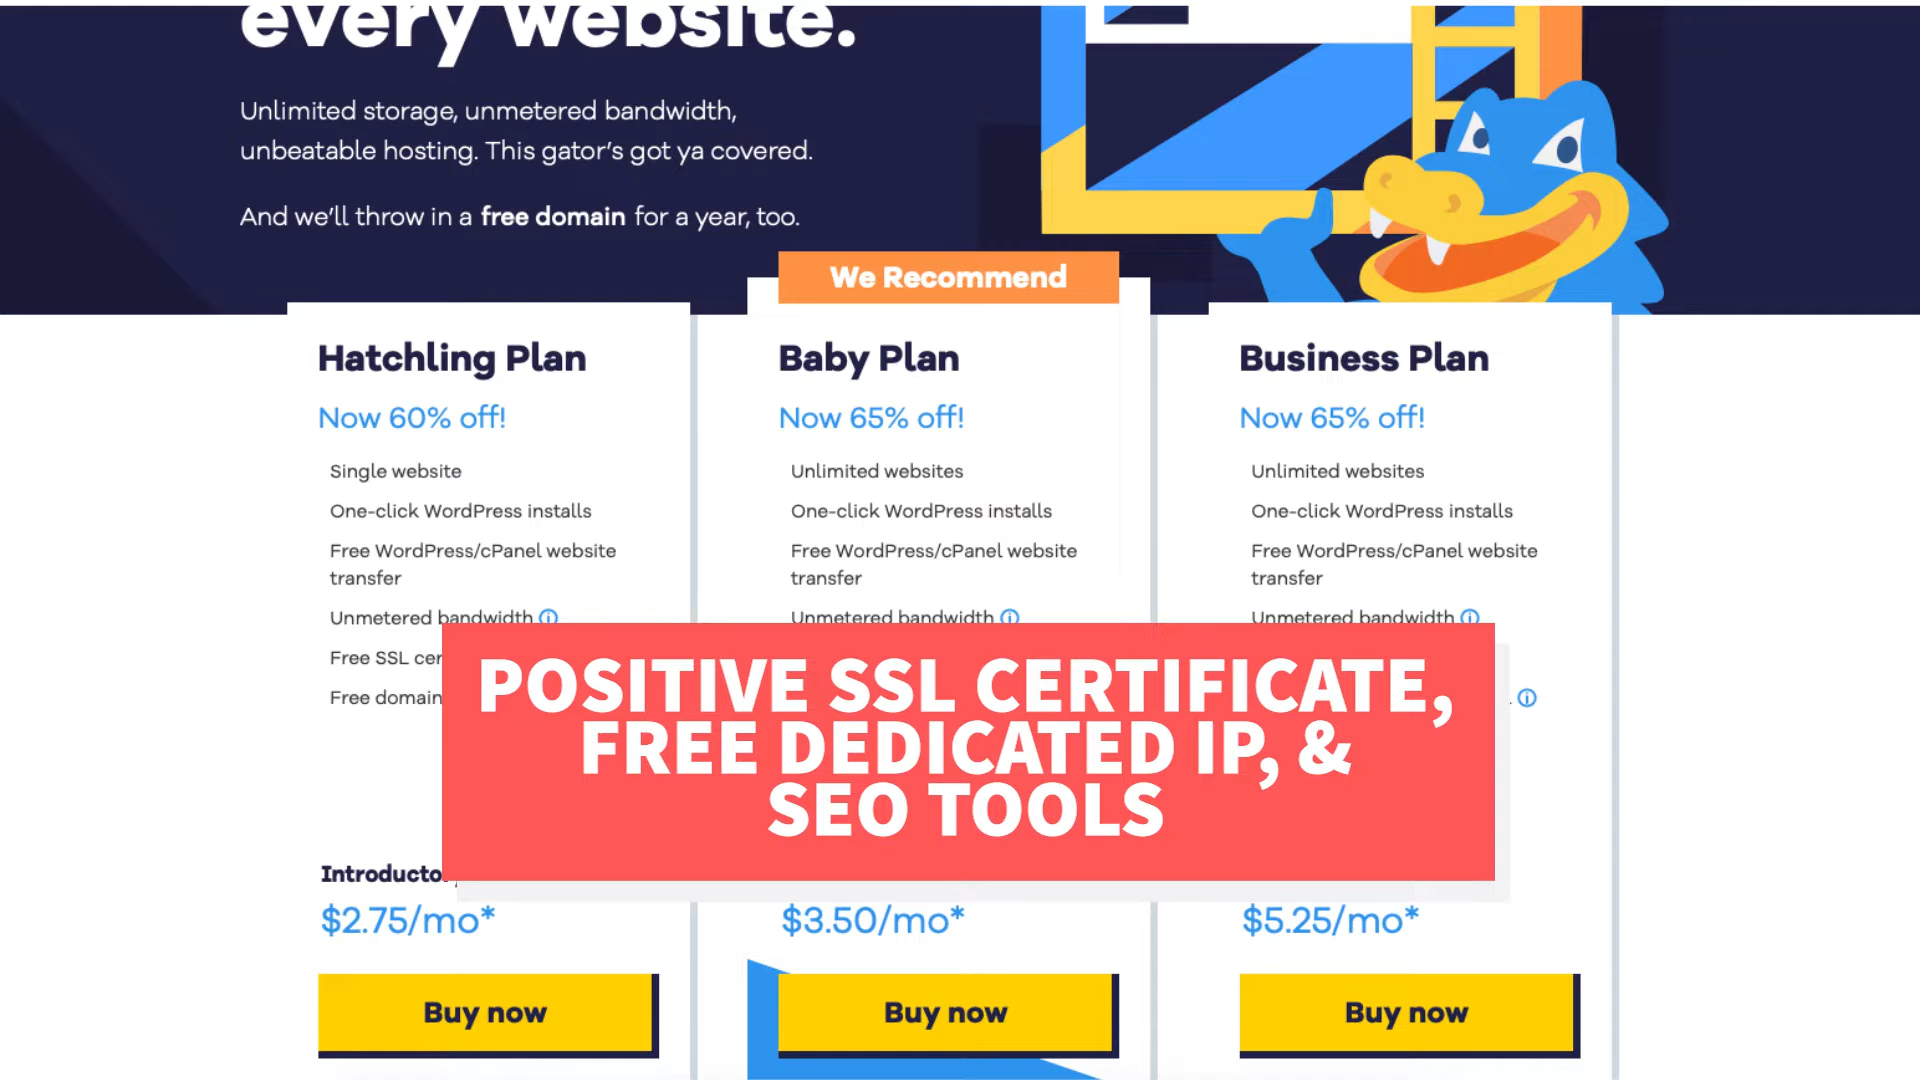 every website.
Unlimited storage, unmetered bandwidth,
unbeatable hosting. This gator's got ya covered.
And we'll throw in a free domain for a year, too.
We Recommend
Hatchling Plan
Now 60% off!
Single website
One-click WordPress installs
Free WordPress/cPanel website
transfer
Unmetered bandwidth
Free SSL
Free domain
$2.75/mo*
Buy now
Baby Plan
Now 65% off!
Unlimited websites
One-click WordPress installs
Free WordPress/cPanel website
transfer
Unmetered bandwidth
$3.50/mo*
Buy now
Business Plan
Now 65% off!
Unlimited websites
One-click WordPress installs
Free WordPress/cPanel website
transfer
Unmetered bandwidth
$5.25/mo*
Buy now
POSITIVE SSL CERTIFICATE,
FREE DEDICATED IP, &
SEO TOOLS